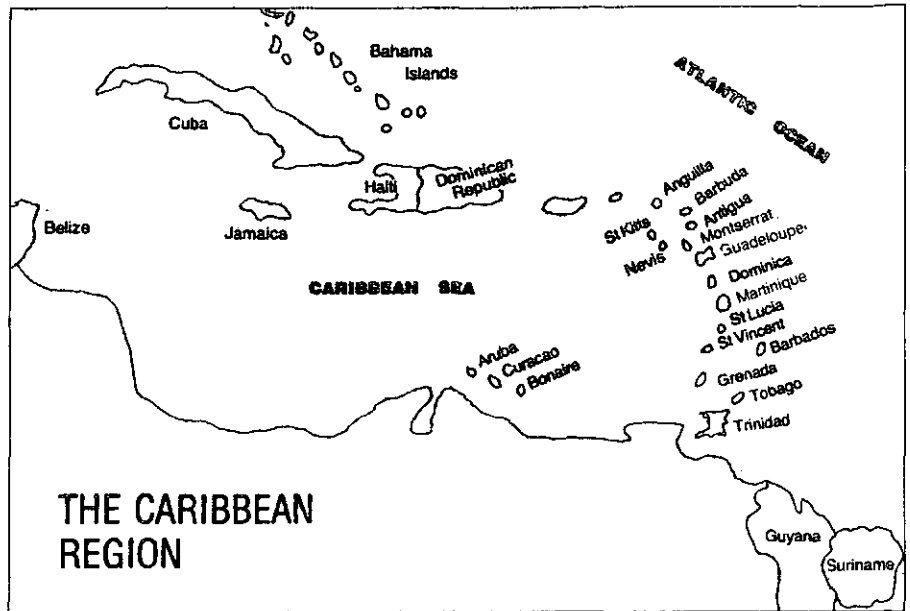 Bahama
Islands
ATLANTIC OCEAN
Cuba
Haiti
Dominican
Republic
Anguilla
Barbuda
Antigua
St Kitts
Montserrat
Nevis
Guadeloupe
Belize
Jamaica
Dominica
CARIBBEAN SEA
Martinique
St Lucia
St Vincent
Barbados
Aruba
Curacao
Bonaire
Grenada
Tobago
Trinidad
THE CARIBBEAN
REGION
Guyana
Suriname